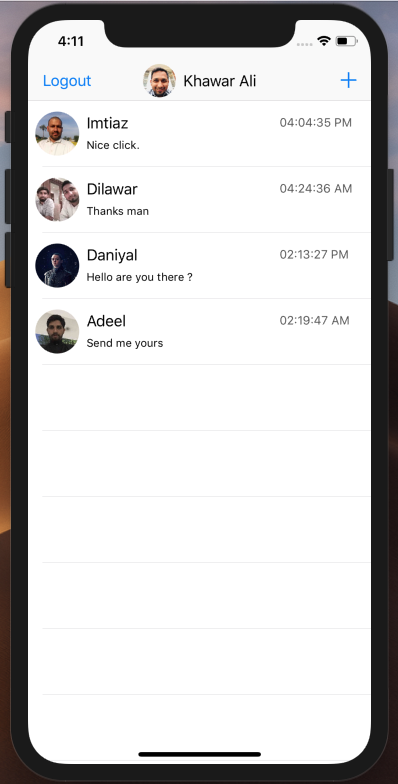 4:11
Logout Khawar Ali +
Imtiaz 04:04:35 PM
Nice click.
Dilawar 04:24:36 AM
Thanks man
Daniyal 02:13:27 PM
Hello are you there ?
Adeel 02:19:47 AM
Send me yours